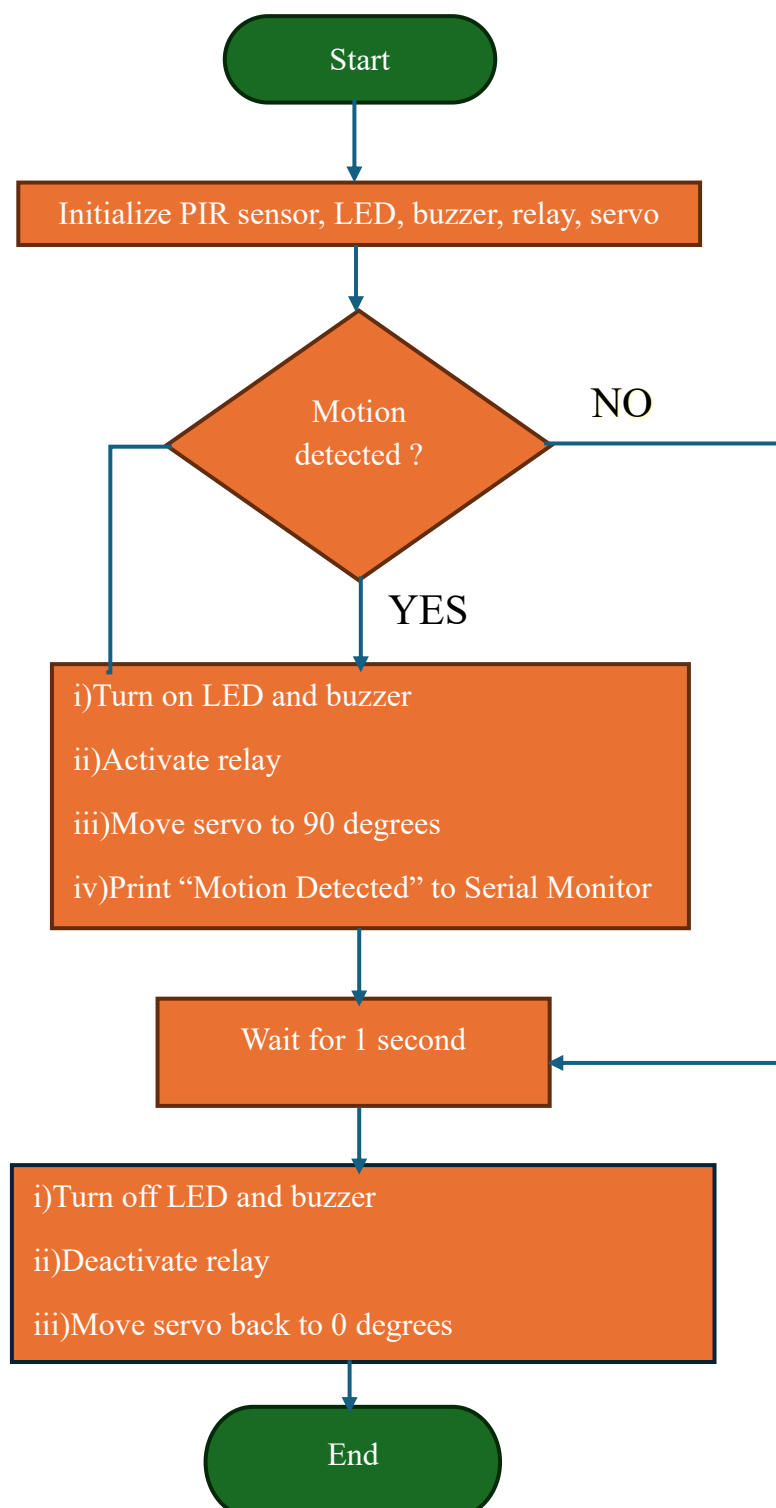 Start
Initialize PIR sensor, LED, buzzer, relay, servo
Motion
detected ?
NO
YES
i)Turn on LED and buzzer
ii)Activate relay
iii)Move servo to 90 degrees
iv)Print “Motion Detected” to Serial Monitor
Wait for 1 second
i)Turn off LED and buzzer
ii)Deactivate relay
iii)Move servo back to 0 degrees
End